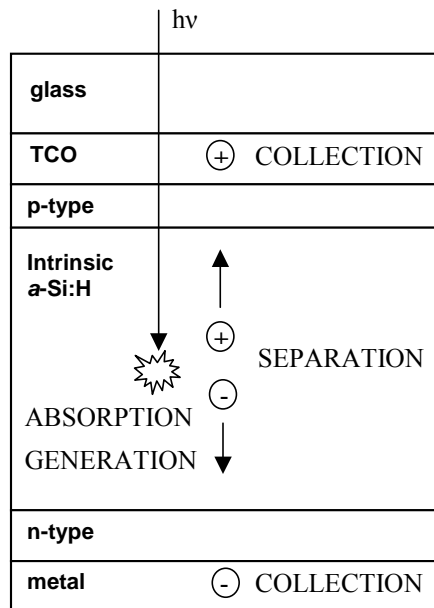 hν
glass
TCO + COLLECTION
p-type
Intrinsic
a-Si:H
+
SEPARATION
-
ABSORPTION
GENERATION
n-type
metal - COLLECTION